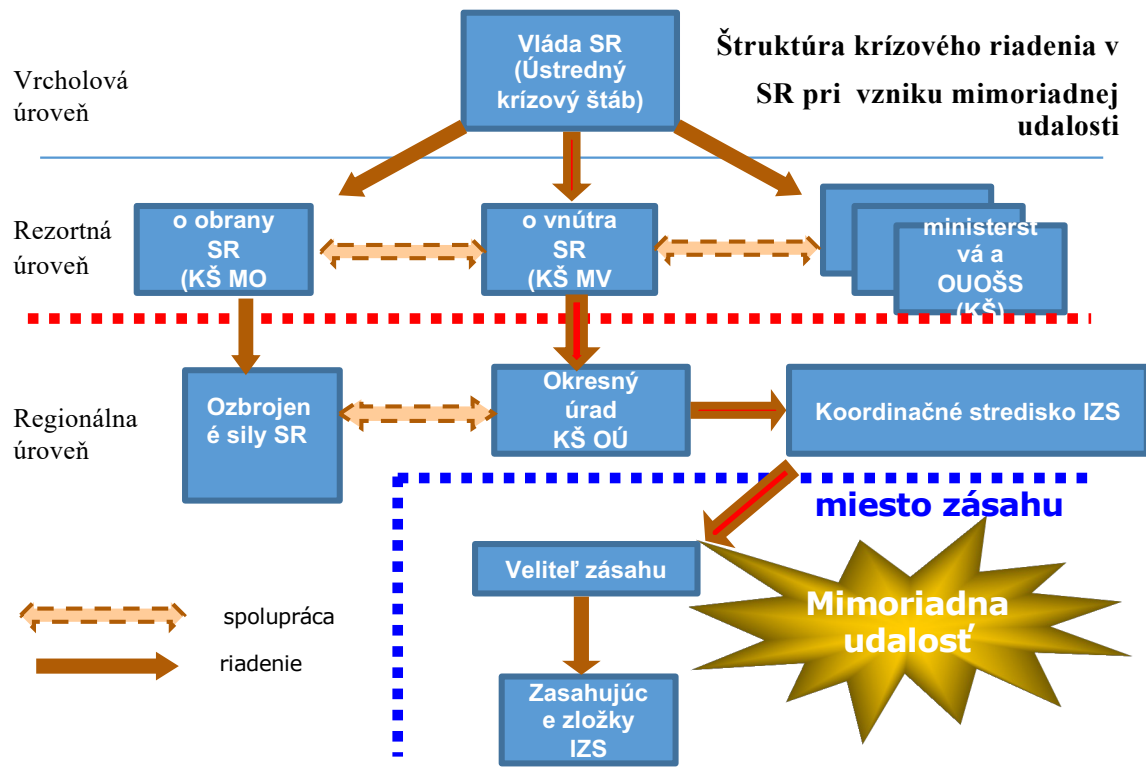 Štruktúra krízového riadenia v
SR pri vzniku mimoriadnej
udalosti
Vrcholová
úroveň
Vláda SR
(Ústredný
krízový štáb)
Rezortná
úroveň
o obrany
SR
(KŠ MO
o vnútra
SR
(KŠ MV
ministerst
vá a
OUOŠS
(KŠ)
Regionálna
úroveň
Ozbrojen
é sily SR
Okresný
úrad
KŠ OÚ
Koordinačné stredisko IZS
miesto zásahu
Veliteľ zásahu
Mimoriadna
udalosť
spolupráca
riadenie
Zasahujúc
e zložky
IZS